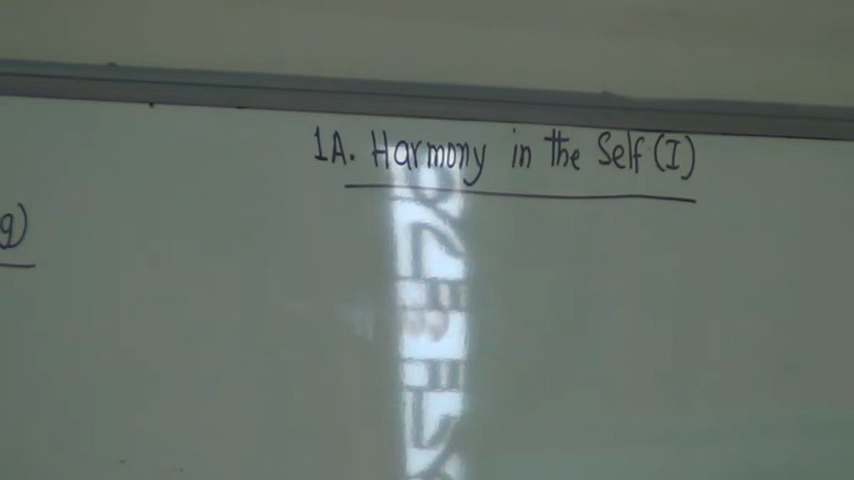 1A. Harmony in the Self (I)
g)